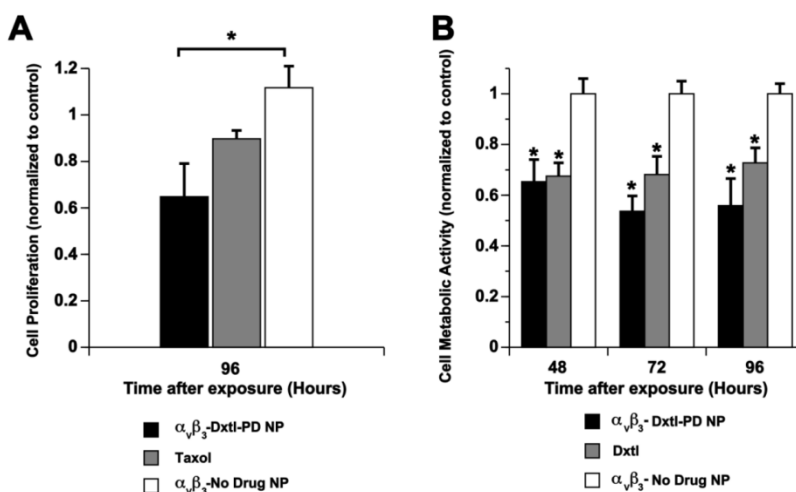 A
Cell Proliferation (normalized to control)
1.2
1
0.8
0.6
0.4
0.2
0
*
96
Time after exposure (Hours)
αvβ3-Dxtl-PD NP
Taxol
αvβ3-No Drug NP
B
Cell Metabolic Activity (normalized to control)
1
0.8
0.6
0.4
0.2
0
* * * * * *
48 72 96
Time after exposure (Hours)
αvβ3- Dxtl-PD NP
Dxtl
αvβ3- No Drug NP